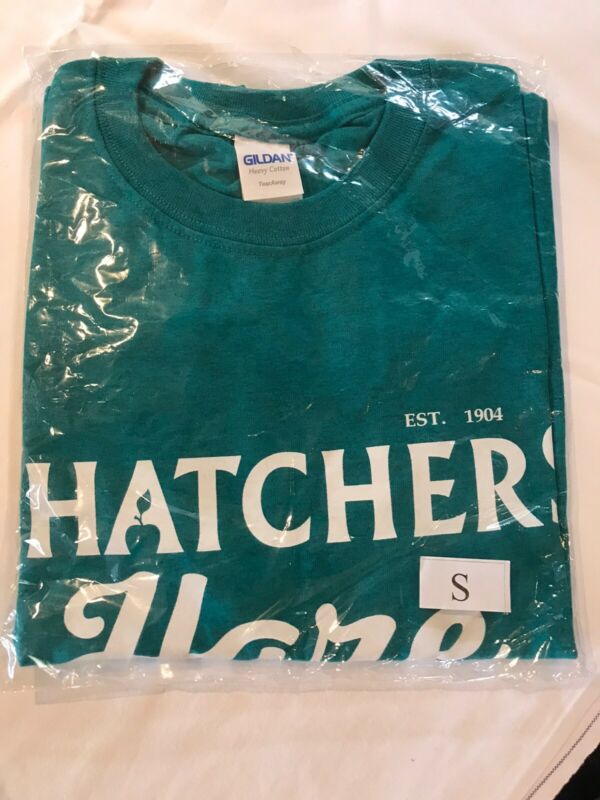 GILDAN®
Heavy Cotton
TearAway
EST. 1904
HATCHERS
S